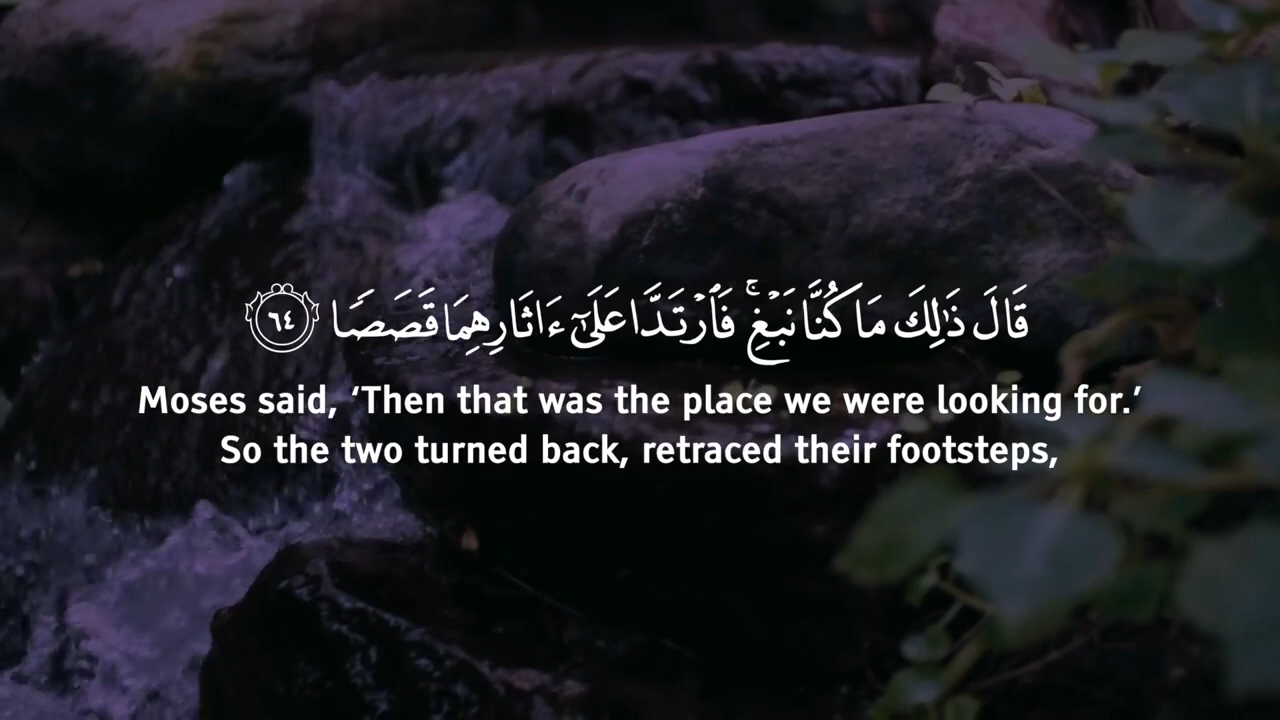 قَالَ ذَٰلِكَ مَا كُنَّا نَبۡغِۚ فَٱرۡتَدَّا عَلَىٰٓ ءَاثَارِهِمَا قَصَصٗا ٦٤
Moses said, ‘Then that was the place we were looking for.’
So the two turned back, retraced their footsteps,